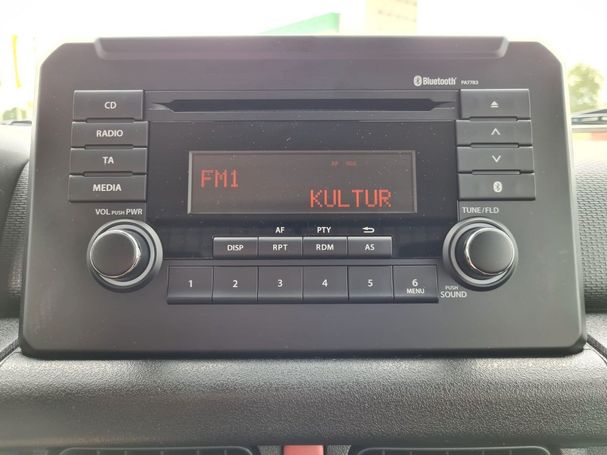 Bluetooth® PA7783
CD
RADIO
TA
MEDIA
VOL PUSH PWR
FM1
KULTUR
TUNE/FLD
AF PTY
DISP RPT RDM AS
1 2 3 4 5 6
MENU
PUSH
SOUND